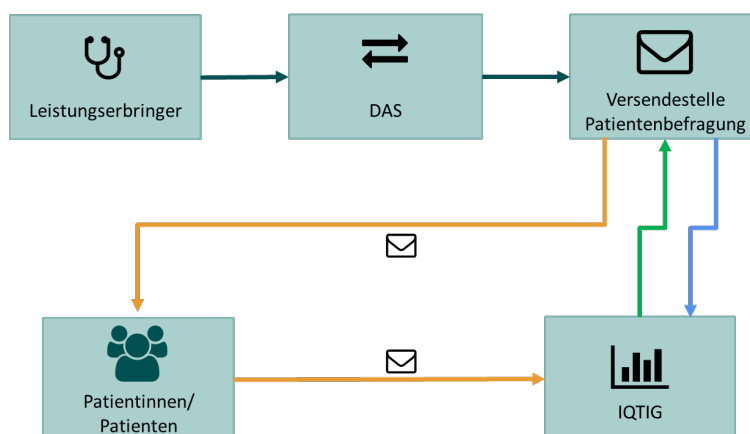 Leistungserbringer
DAS
Versendestelle
Patientenbefragung
Patientinnen/
Patienten
IQTIG